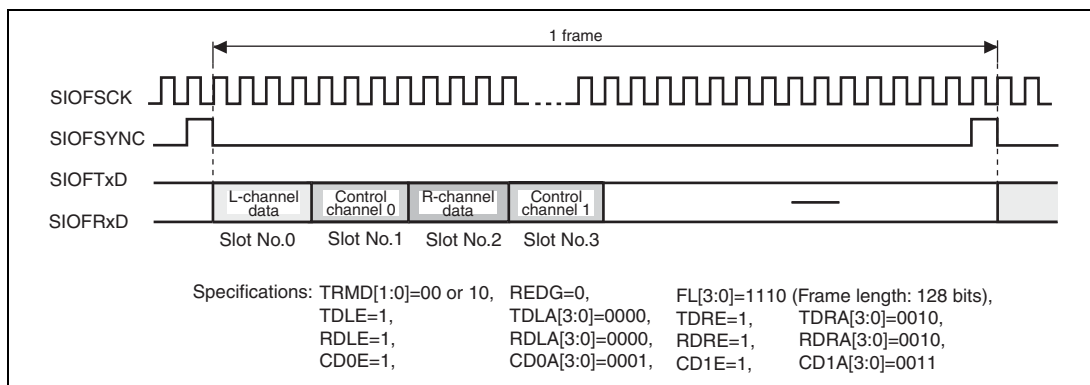 1 frame
SIOFSCK
SIOFSYNC
SIOFTxD
SIOFRxD
L-channel data
Control channel 0
R-channel data
Control channel 1
Slot No.0 Slot No.1 Slot No.2 Slot No.3
Specifications: TRMD[1:0]=00 or 10, REDG=0, FL[3:0]=1110 (Frame length: 128 bits),
TDLE=1, TDLA[3:0]=0000, TDRE=1, TDRA[3:0]=0010,
RDLE=1, RDLA[3:0]=0000, RDRE=1, RDRA[3:0]=0010,
CD0E=1, CD0A[3:0]=0001, CD1E=1, CD1A[3:0]=0011